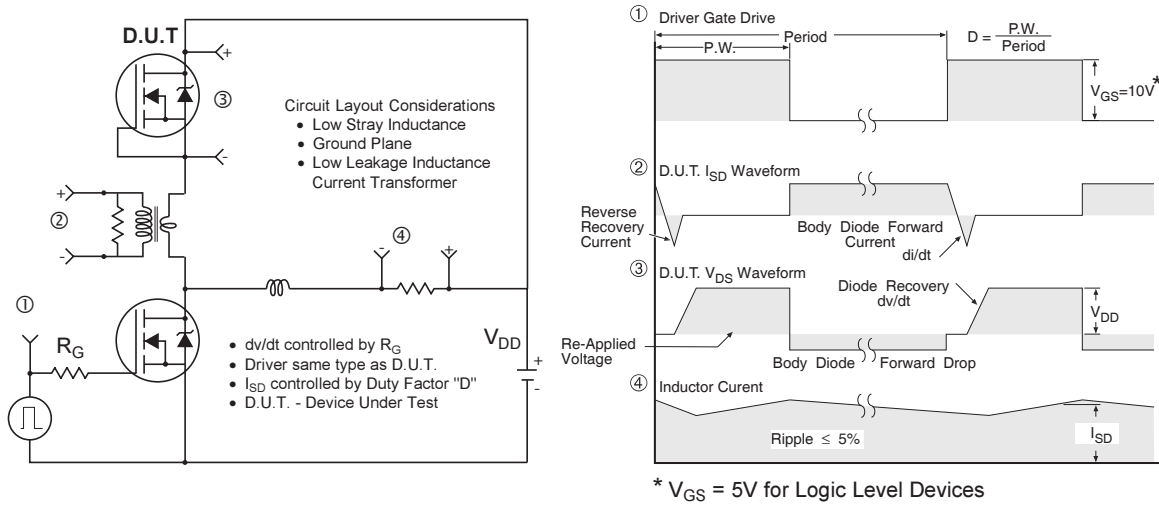 D.U.T
+
③
-
Circuit Layout Considerations
• Low Stray Inductance
• Ground Plane
• Low Leakage Inductance
Current Transformer
+
②
-
④
-
+
①
R_G
• dv/dt controlled by R_G
• Driver same type as D.U.T.
• I_SD controlled by Duty Factor "D"
• D.U.T. - Device Under Test
V_DD
+
-
① Driver Gate Drive
Period
P.W.
D = P.W. / Period
V_GS=10V*
② D.U.T. I_SD Waveform
Reverse
Recovery
Current
Body Diode Forward
Current
di/dt
③ D.U.T. V_DS Waveform
Diode Recovery
dv/dt
V_DD
Re-Applied
Voltage
Body Diode Forward Drop
④ Inductor Curent
Ripple ≤ 5%
I_SD
* V_GS = 5V for Logic Level Devices